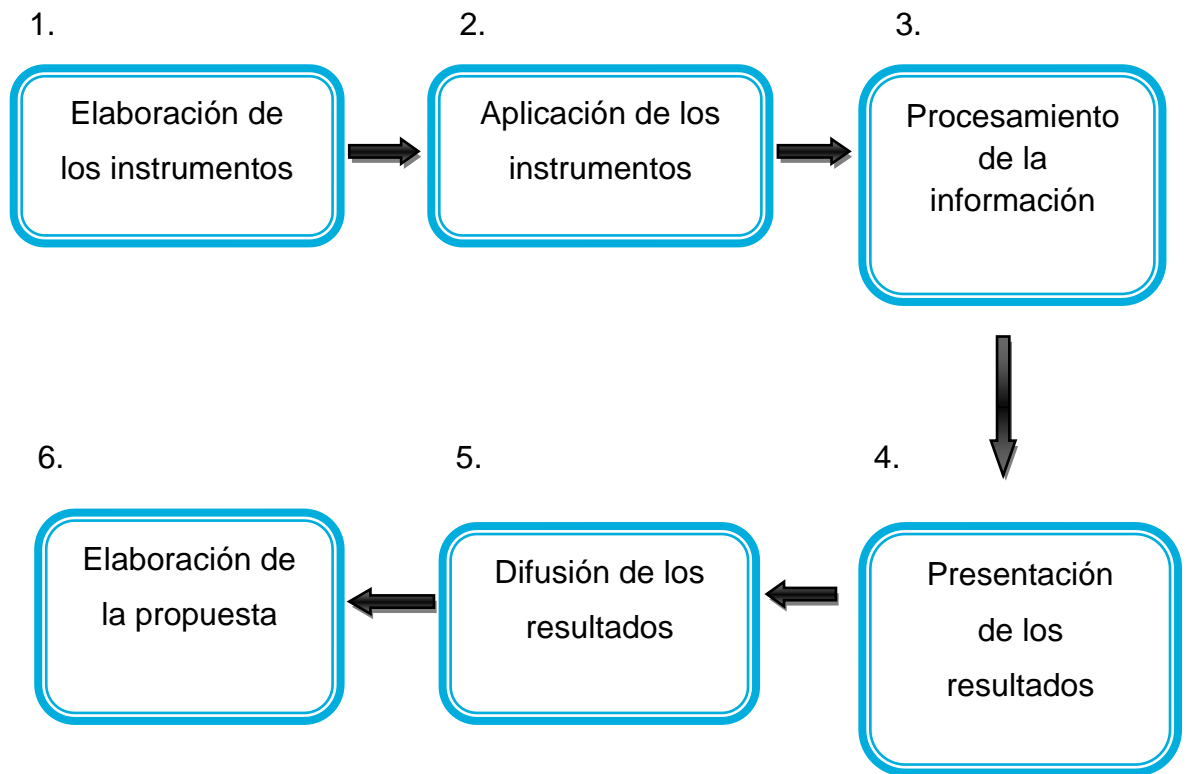 1.
Elaboración de
los instrumentos
2.
Aplicación de los
instrumentos
3.
Procesamiento
de la
información
4.
Presentación
de los
resultados
5.
Difusión de los
resultados
6.
Elaboración de
la propuesta